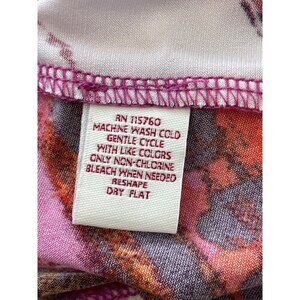 RN 115760
MACHINE WASH COLD
GENTLE CYCLE
WITH LIKE COLORS
ONLY NON-CHLORINE
BLEACH WHEN NEEDED
RESHAPE
DRY FLAT